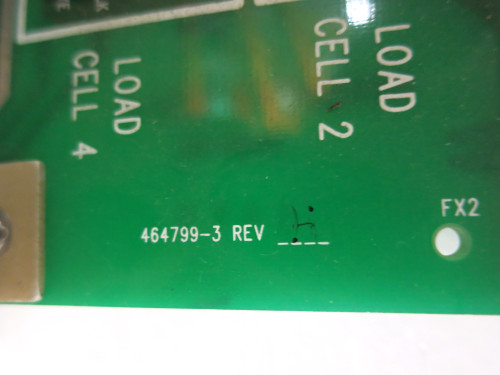 LOAD
CELL 4
LOAD
CELL 2
464799-3 REV H
FX2